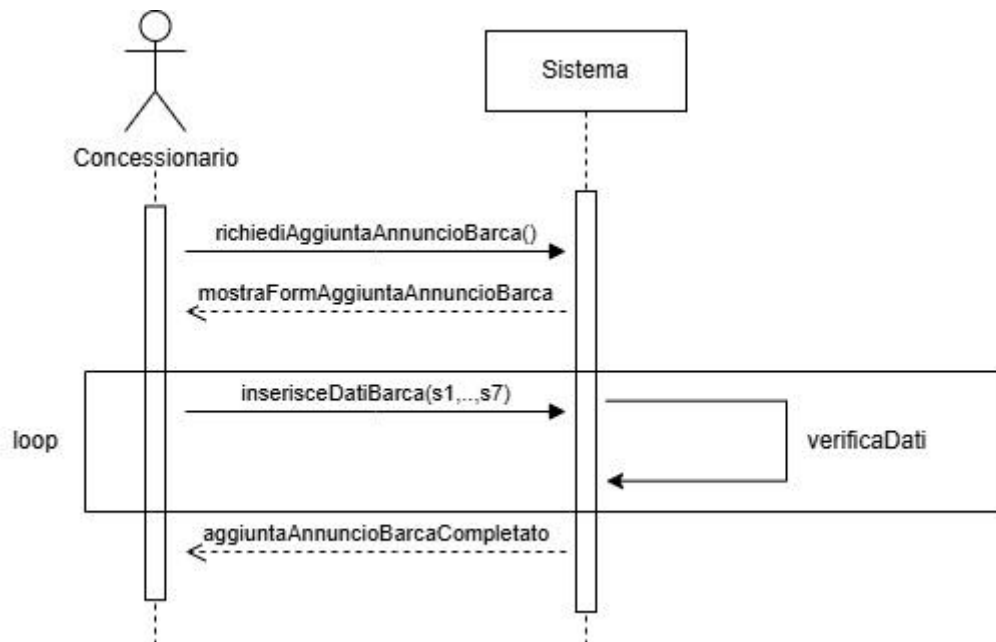 Sistema
Concessionario
richiediAggiuntaAnnuncioBarca()
mostraFormAggiuntaAnnuncioBarca
inserisceDatiBarca(s1,..,s7)
loop
verificaDati
aggiuntaAnnuncioBarcaCompletato